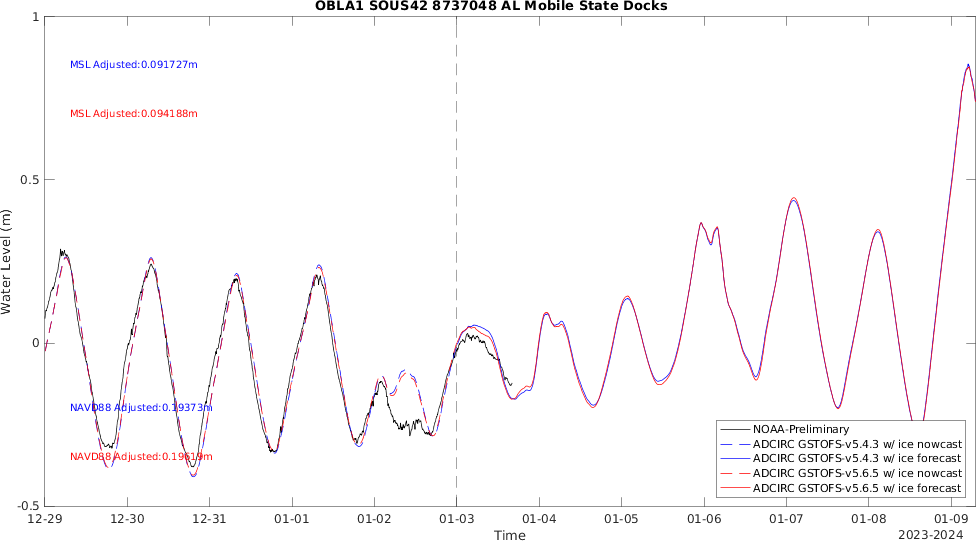 OBLA1 SOUS42 8737048 AL Mobile State Docks
1
MSL Adjusted:0.091727m
MSL Adjusted:0.094188m
0.5
Water Level (m)
0
NAVD88 Adjusted:0.19373m
NAVD88 Adjusted:0.19619m
NOAA-Preliminary
ADCIRC GSTOFS-v5.4.3 w/ ice nowcast
ADCIRC GSTOFS-v5.4.3 w/ ice forecast
ADCIRC GSTOFS-v5.6.5 w/ ice nowcast
ADCIRC GSTOFS-v5.6.5 w/ ice forecast
-0.5
12-29 12-30 12-31 01-01 01-02 01-03 01-04 01-05 01-06 01-07 01-08 01-09
Time
2023-2024